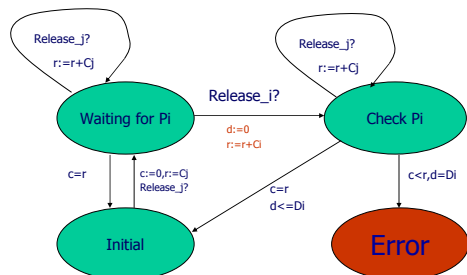 Release_j?
r:=r+Cj
Release_j?
r:=r+Cj
Release_i?
Waiting for Pi
Check Pi
d:=0
r:=r+Ci
c=r
c:=0,r:=Cj
Release_j?
c=r
d<=Di
c<r,d=Di
Initial
Error